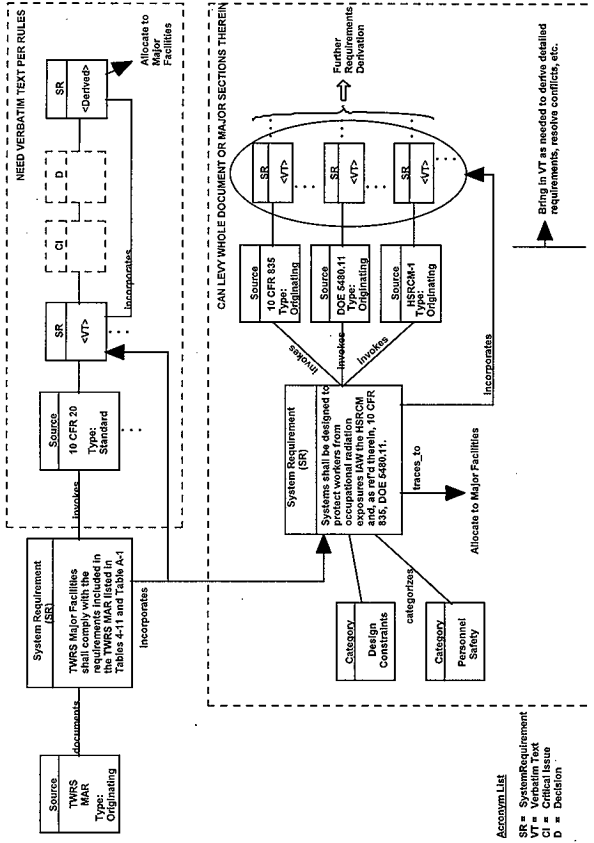 NEED VERBATIM TEXT PER RULES
Source
TWRS
MAR
Type:
Originating
documents
System Requirement
(SR)
TWRS Major Facilities
shall comply with the
requirements included in
the TWRS MAR listed in
Tables 4-11 and Table A-1
Invokes
Source
10 CFR 20
Type:
Standard
. . .
SR
<VT>
. . .
CI
D
SR
<Derived>
Incorporates
Allocate to
Major
Facilities
Incorporates
CAN LEVY WHOLE DOCUMENT OR MAJOR SECTIONS THEREIN
Category
Design
Constraints
Category
Personnel
Safety
categorizes
System Requirement
(SR)
Systems shall be designed to
protect workers from
occupational radiation
exposures IAW the HSRCM
and, as ref'd therein, 10 CFR
835, DOE 5480.11.
traces_to
Allocate to Major Facilities
Invokes
Invokes
Invokes
Source
10 CFR 835
Type:
Originating
Source
DOE 5480.11
Type:
Originating
Source
HSRCM-1
Type:
Originating
SR
<VT>
SR
<VT>
SR
<VT>
Incorporates
Further
Requirements
Derivation
Bring in VT as needed to derive detailed
requirements, resolve conflicts, etc.
Acronym List
SR = SystemRequirement
VT = Verbatim Text
CI = Critical Issue
D = Decision